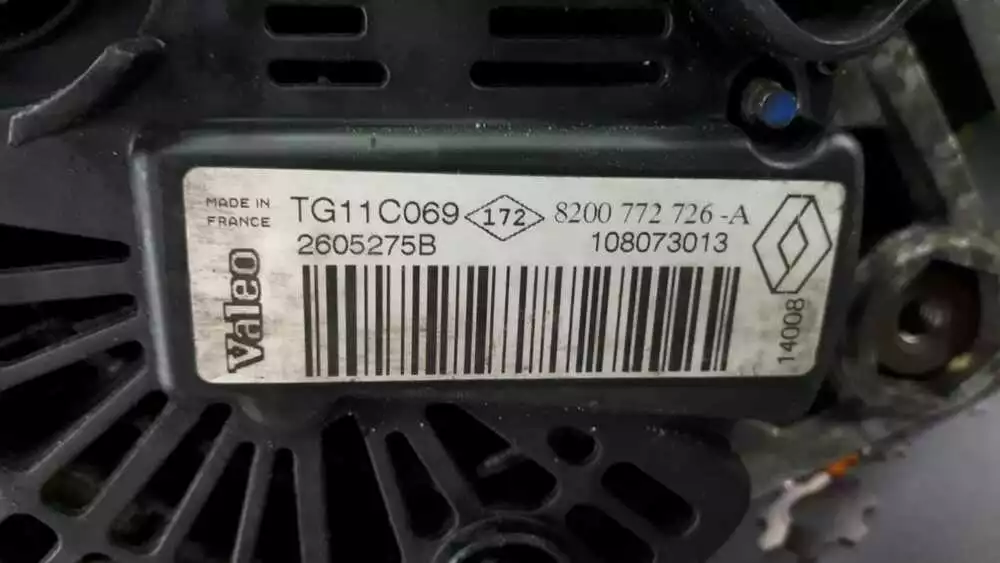 MADE IN
FRANCE
Valeo
TG11C069 172 8200 772 726 -A
2605275B 108073013
14008